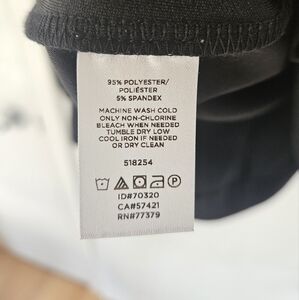 95% POLYESTER/
POLIÉSTER
5% SPANDEX
MACHINE WASH COLD
ONLY NON-CHLORINE
BLEACH WHEN NEEDED
TUMBLE DRY LOW
COOL IRON IF NEEDED
OR DRY CLEAN
518254
P
ID#70320
CA#57421
RN#77379